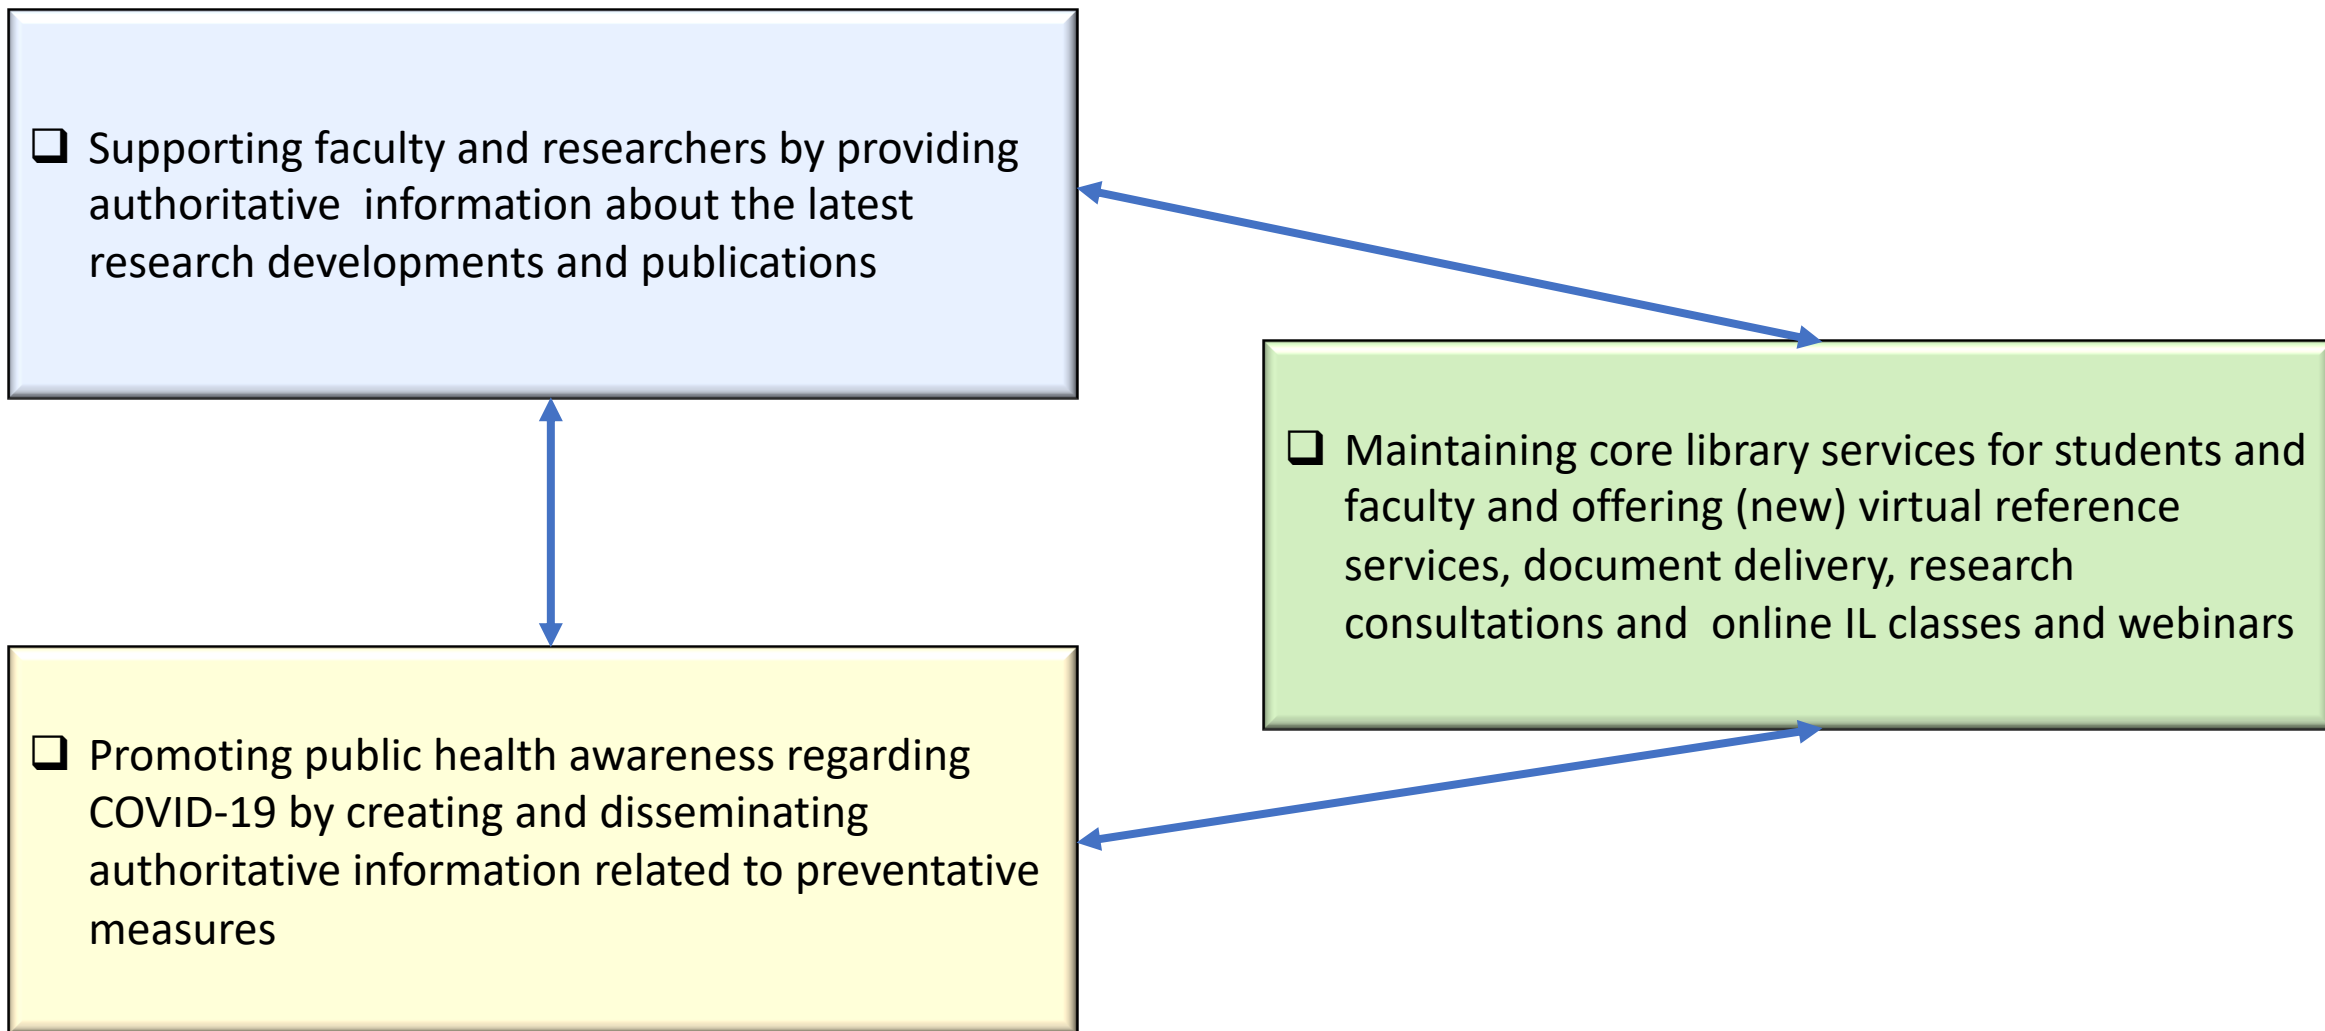 ❑ Supporting faculty and researchers by providing
authoritative  information about the latest
research developments and publications
❑ Maintaining core library services for students and
faculty and offering (new) virtual reference
services, document delivery, research
consultations and  online IL classes and webinars
❑ Promoting public health awareness regarding
COVID-19 by creating and disseminating
authoritative information related to preventative
measures